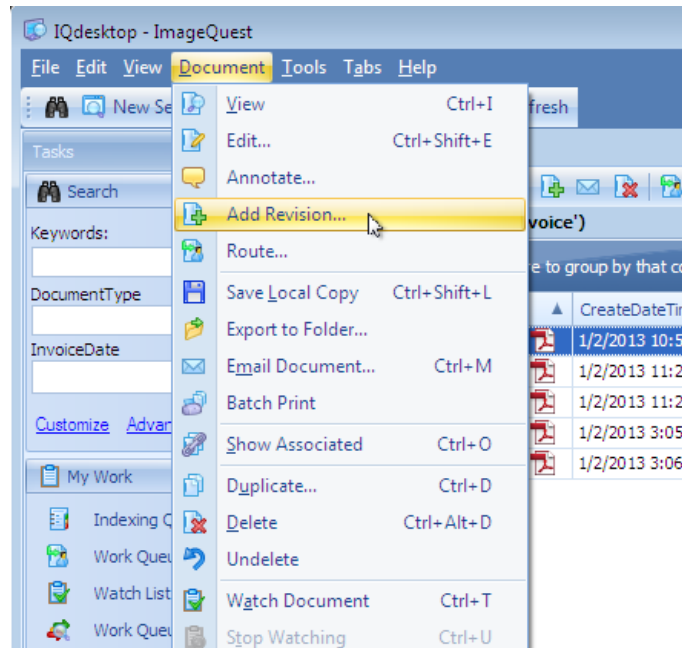 IQdesktop - ImageQuest
File Edit View Document Tools Tabs Help
New Se
fresh
View Ctrl+I
Edit... Ctrl+Shift+E
Annotate...
Add Revision...
Route...
Save Local Copy Ctrl+Shift+L
Export to Folder...
Email Document... Ctrl+M
Batch Print
Show Associated Ctrl+O
Duplicate... Ctrl+D
Delete Ctrl+Alt+D
Undelete
Watch Document Ctrl+T
Stop Watching Ctrl+U
Tasks
Search
Keywords:
DocumentType
InvoiceDate
Customize Advan
My Work
Indexing Q
Work Queu
Watch List
Work Queu
voice')
e to group by that co
CreateDateTim
1/2/2013 10:5
1/2/2013 11:2
1/2/2013 11:2
1/2/2013 3:05
1/2/2013 3:06